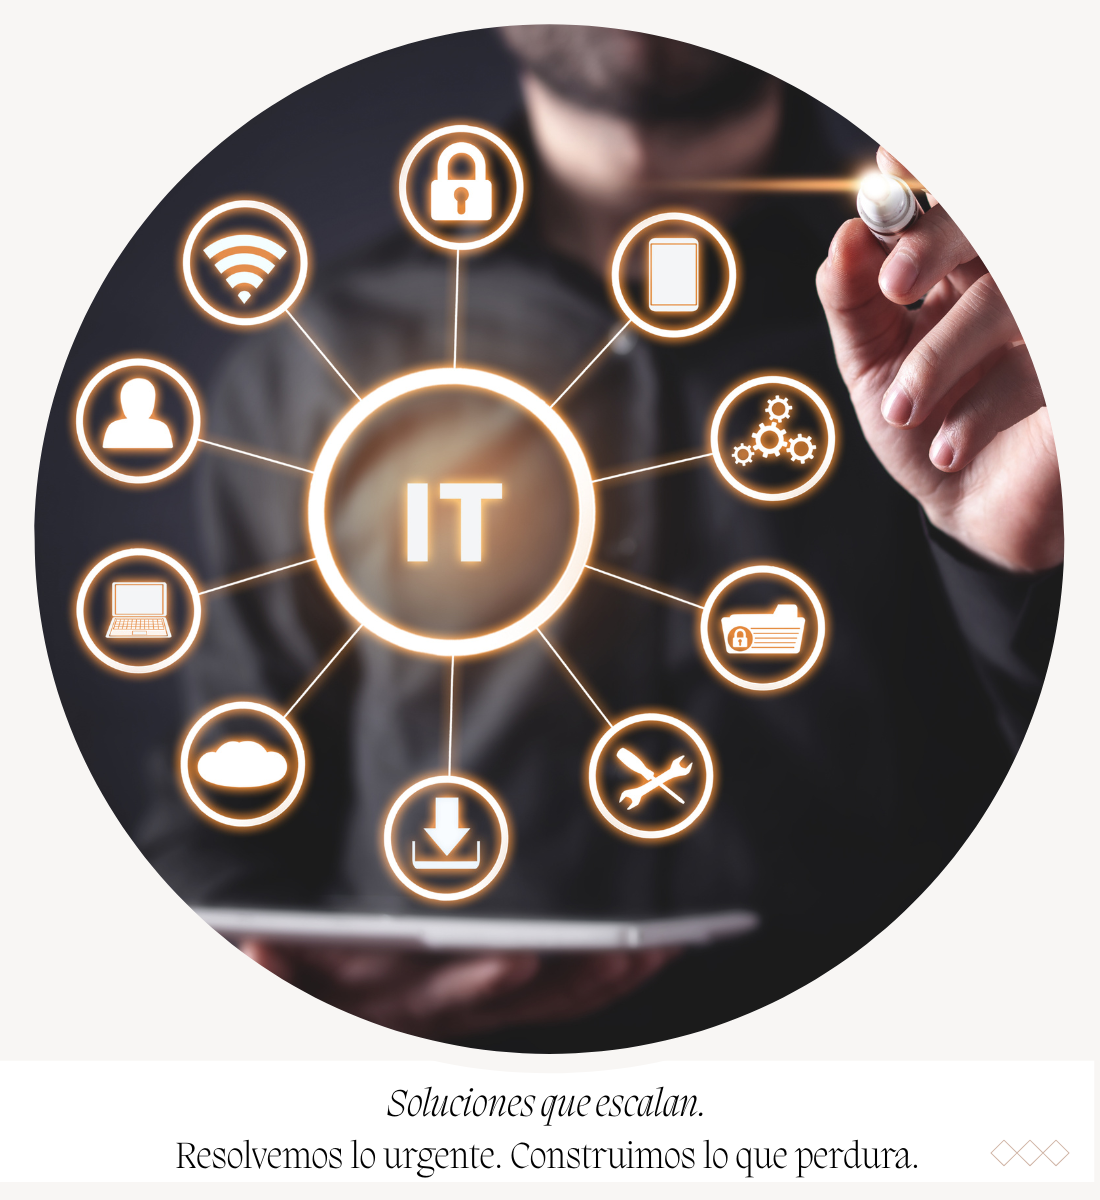 IT
Soluciones que escalan.
Resolvemos lo urgente. Construimos lo que perdura.